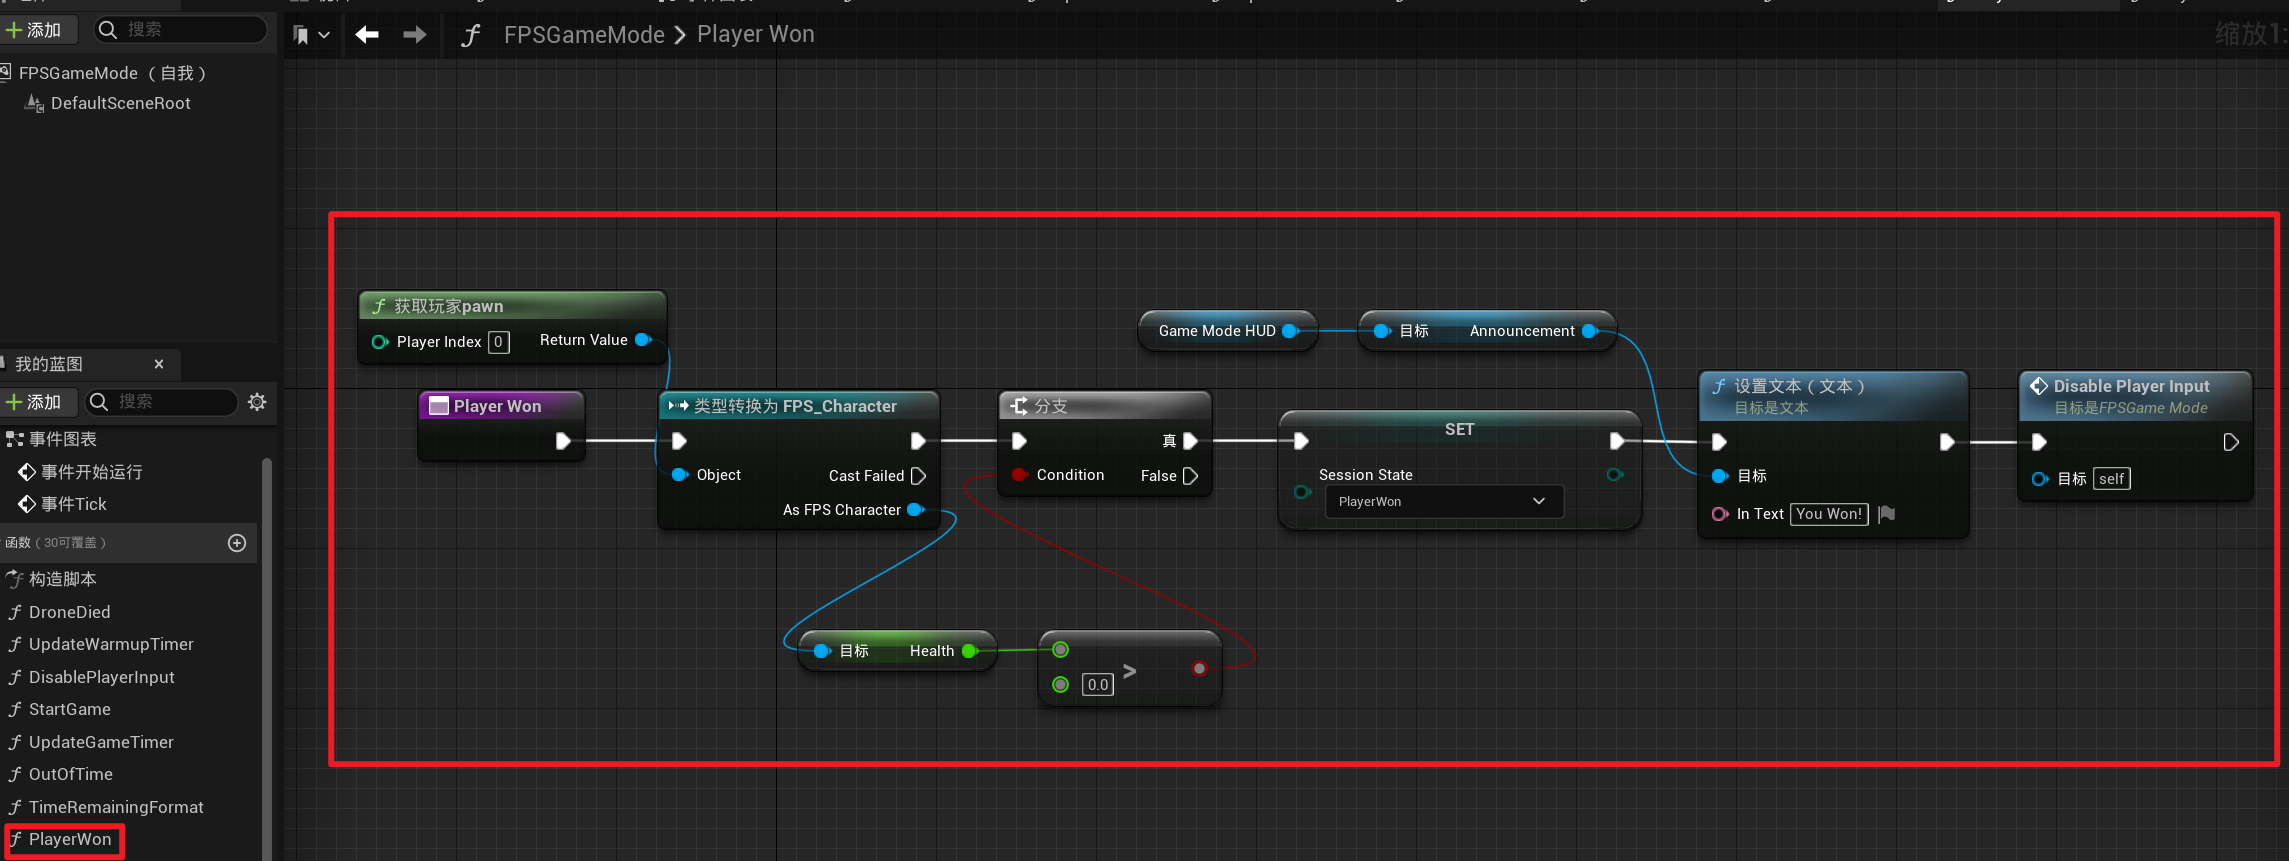 添加
搜索
FPSGameMode
Player Won
缩放1:
FPSGameMode （自我）
DefaultSceneRoot
我的蓝图
添加
搜索
事件图表
事件开始运行
事件Tick
函数（30可覆盖）
构造脚本
DroneDied
UpdateWarmupTimer
DisablePlayerInput
StartGame
UpdateGameTimer
OutOfTime
TimeRemainingFormat
PlayerWon
获取玩家pawn
Player Index 0 Return Value
Game Mode HUD
目标 Announcement
Player Won
类型转换为 FPS_Character
Object
Cast Failed
As FPS Character
分支
真
Condition
False
SET
Session State
PlayerWon
设置文本（文本）
目标是文本
目标
In Text You Won!
Disable Player Input
目标是FPSGame Mode
目标 self
目标 Health
0.0 >